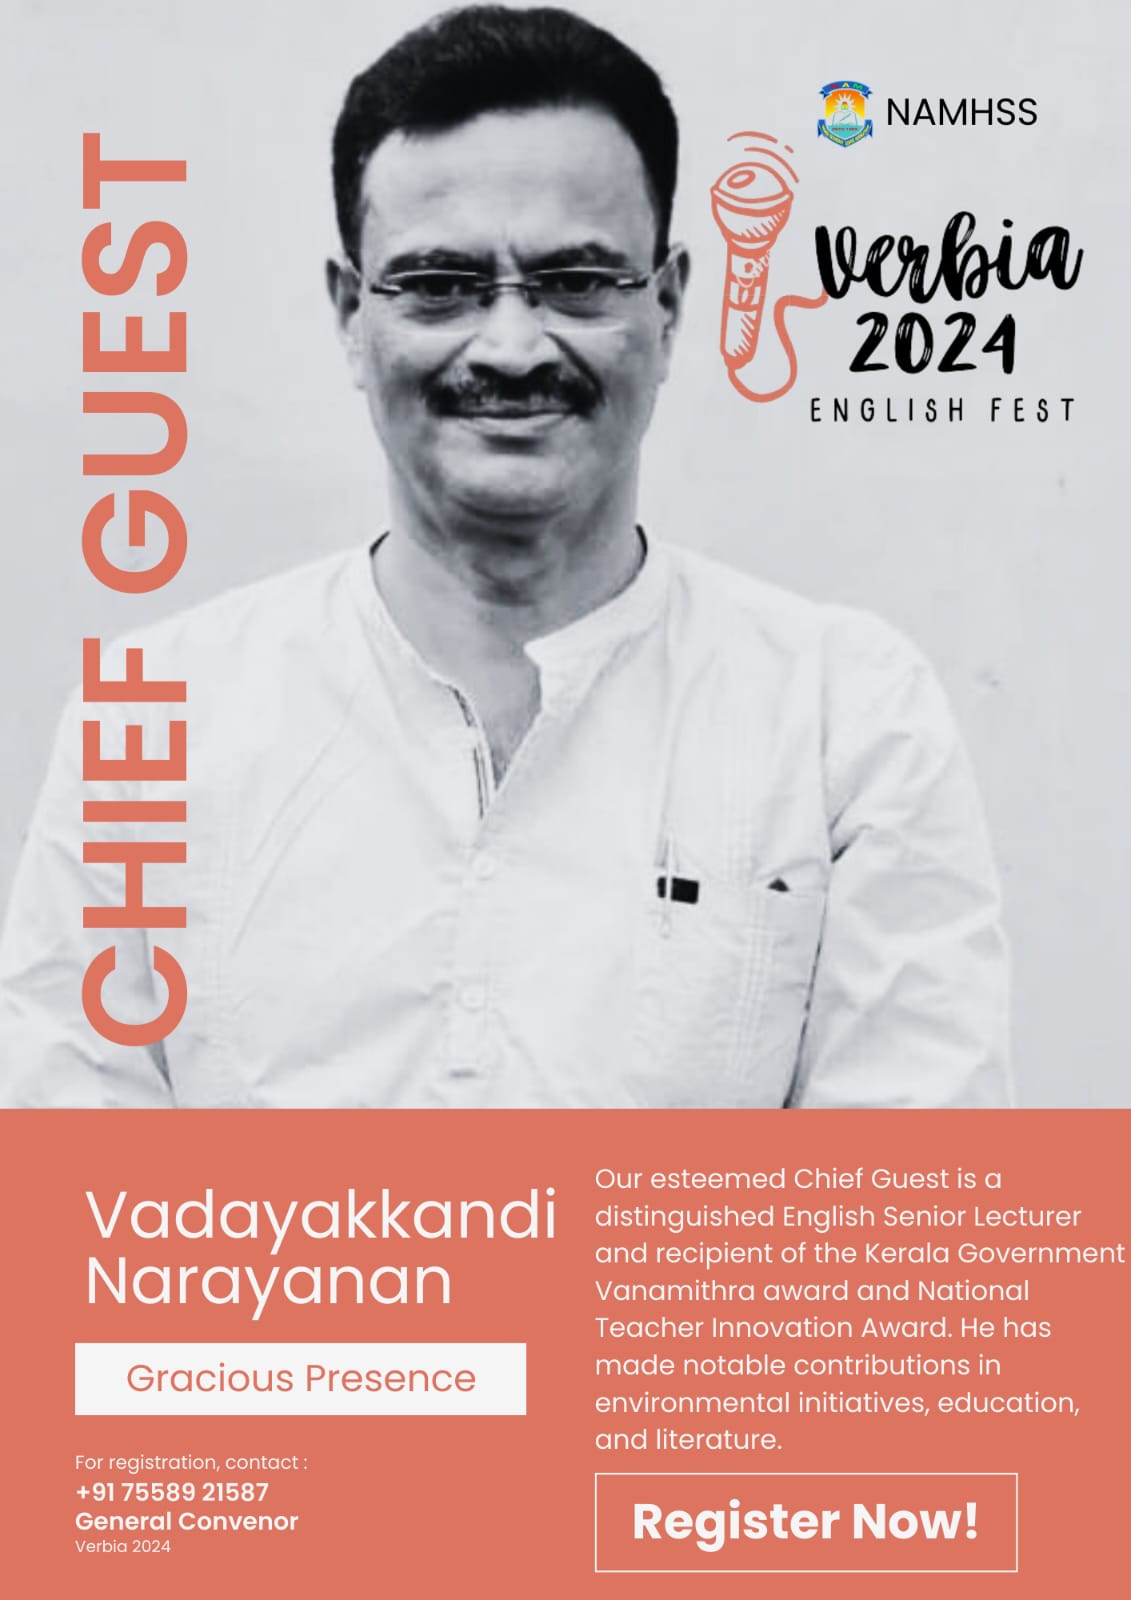 CHIEF GUEST
NAMHSS
Verbia
2024
ENGLISH FEST
Vadayakkandi
Narayanan
Gracious Presence
For registration, contact :
+91 75589 21587
General Convenor
Verbia 2024
Our esteemed Chief Guest is a
distinguished English Senior Lecturer
and recipient of the Kerala Government
Vanamithra award and National
Teacher Innovation Award. He has
made notable contributions in
environmental initiatives, education,
and literature.
Register Now!